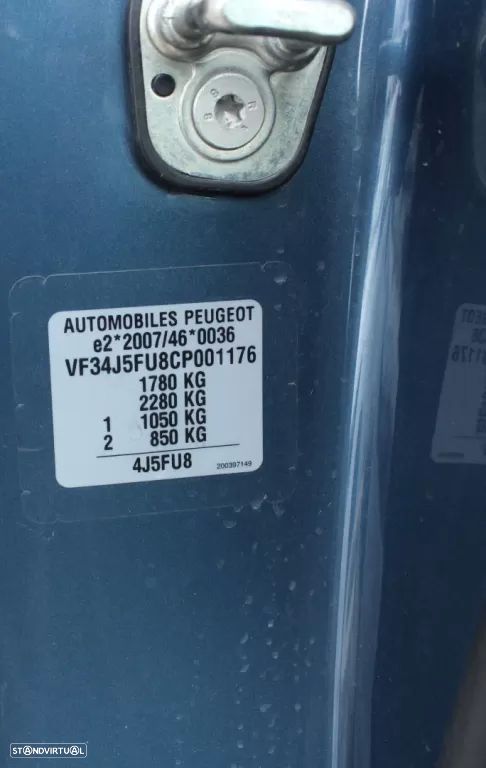 AUTOMOBILES PEUGEOT
e2*2007/46*0036
VF34J5FU8CP001176
1780 KG
2280 KG
1 1050 KG
2 850 KG
4J5FU8 200397149
STANDVIRTUAL